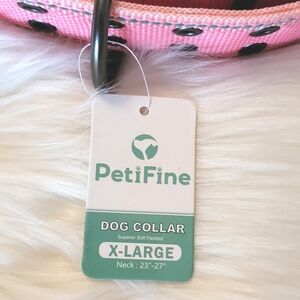 PetiFine
DOG COLLAR
Superior Soft Padded
X-LARGE
Neck : 23"-27"